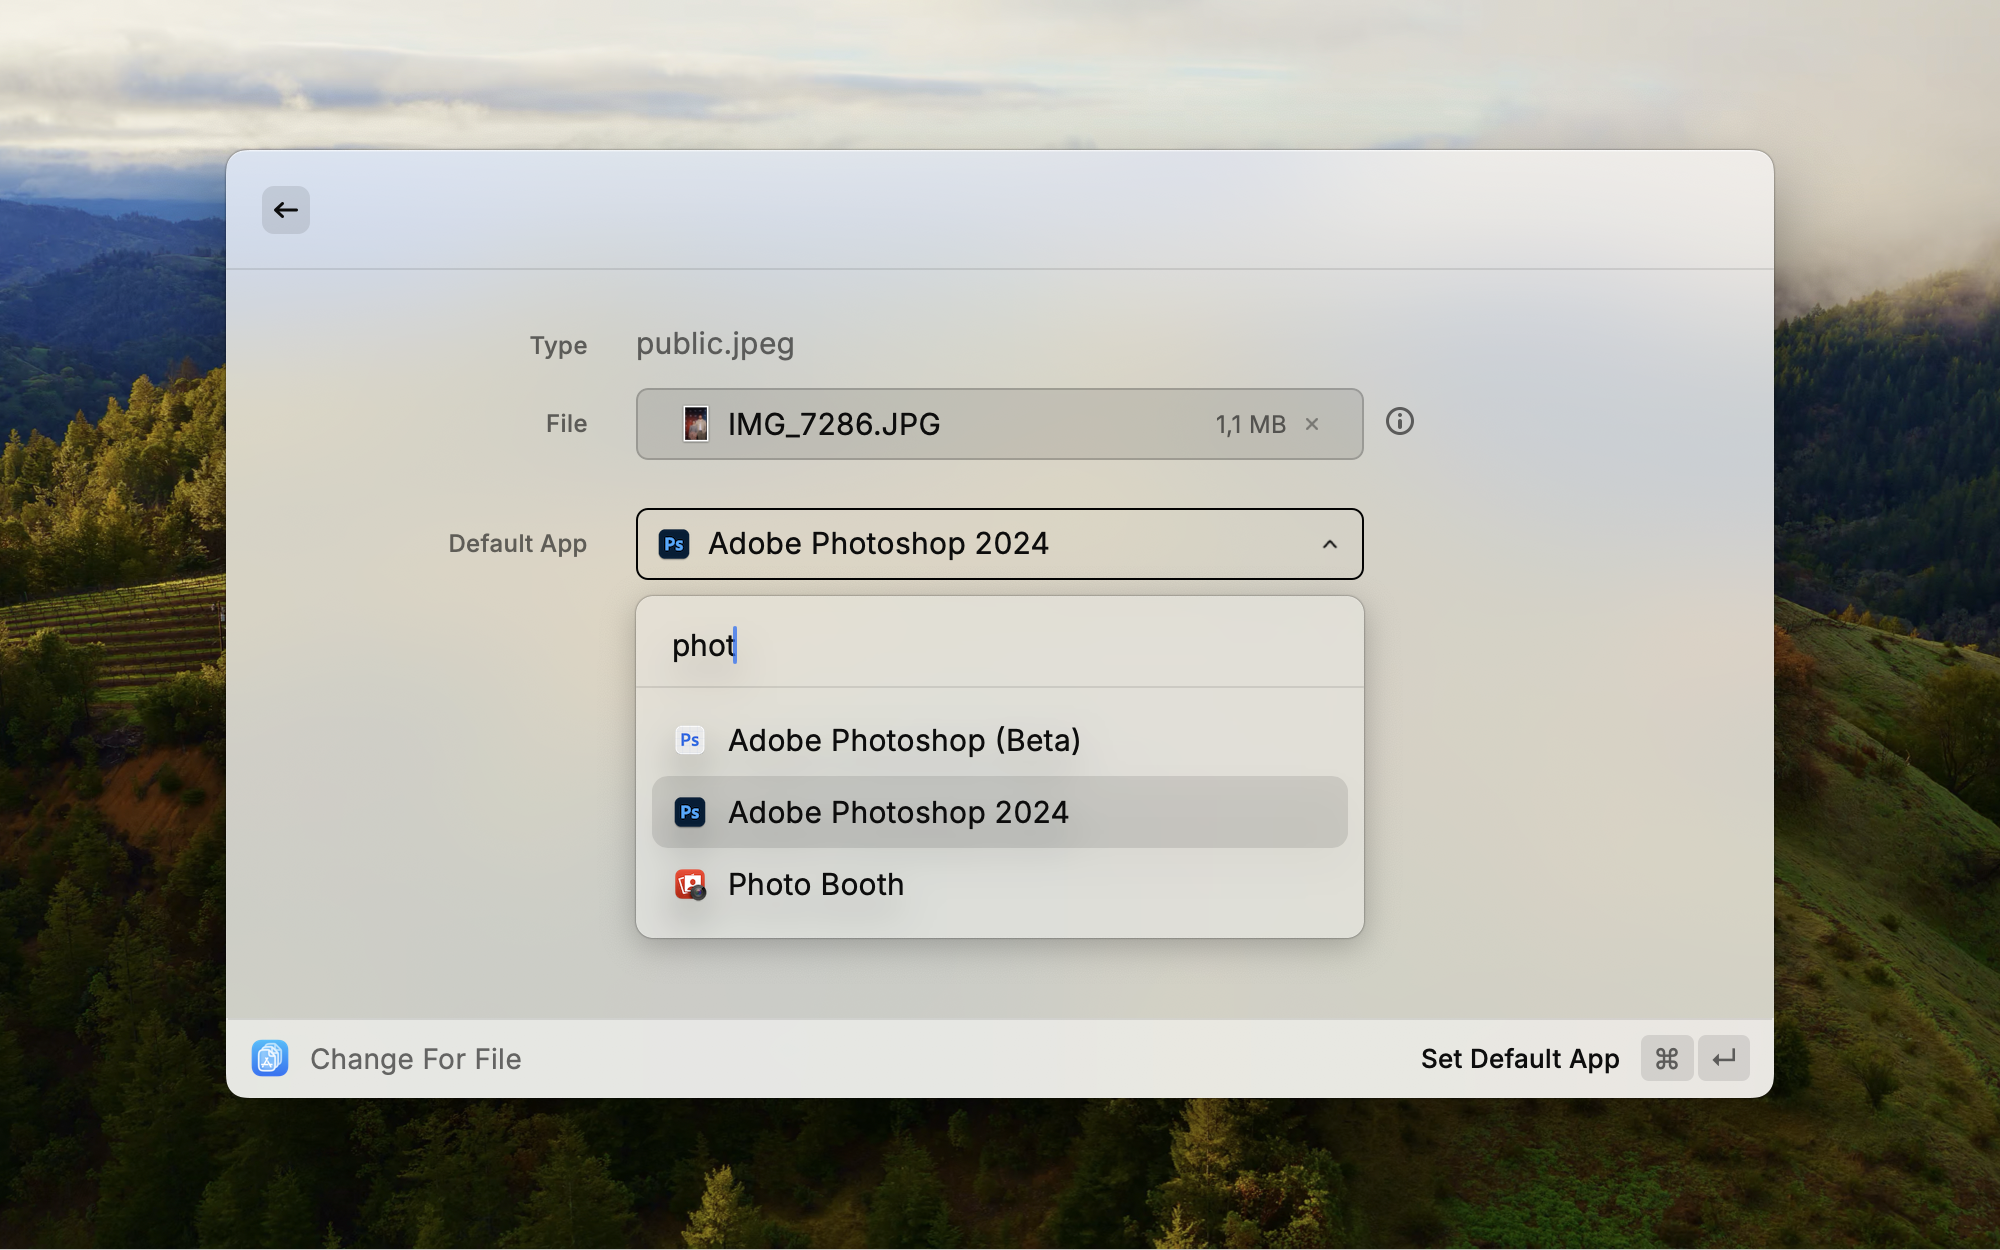 Type public.jpeg
File IMG_7286.JPG 1,1 MB ×
Default App Ps Adobe Photoshop 2024
phot
Ps Adobe Photoshop (Beta)
Ps Adobe Photoshop 2024
Photo Booth
Change For File Set Default App ⌘ ↵